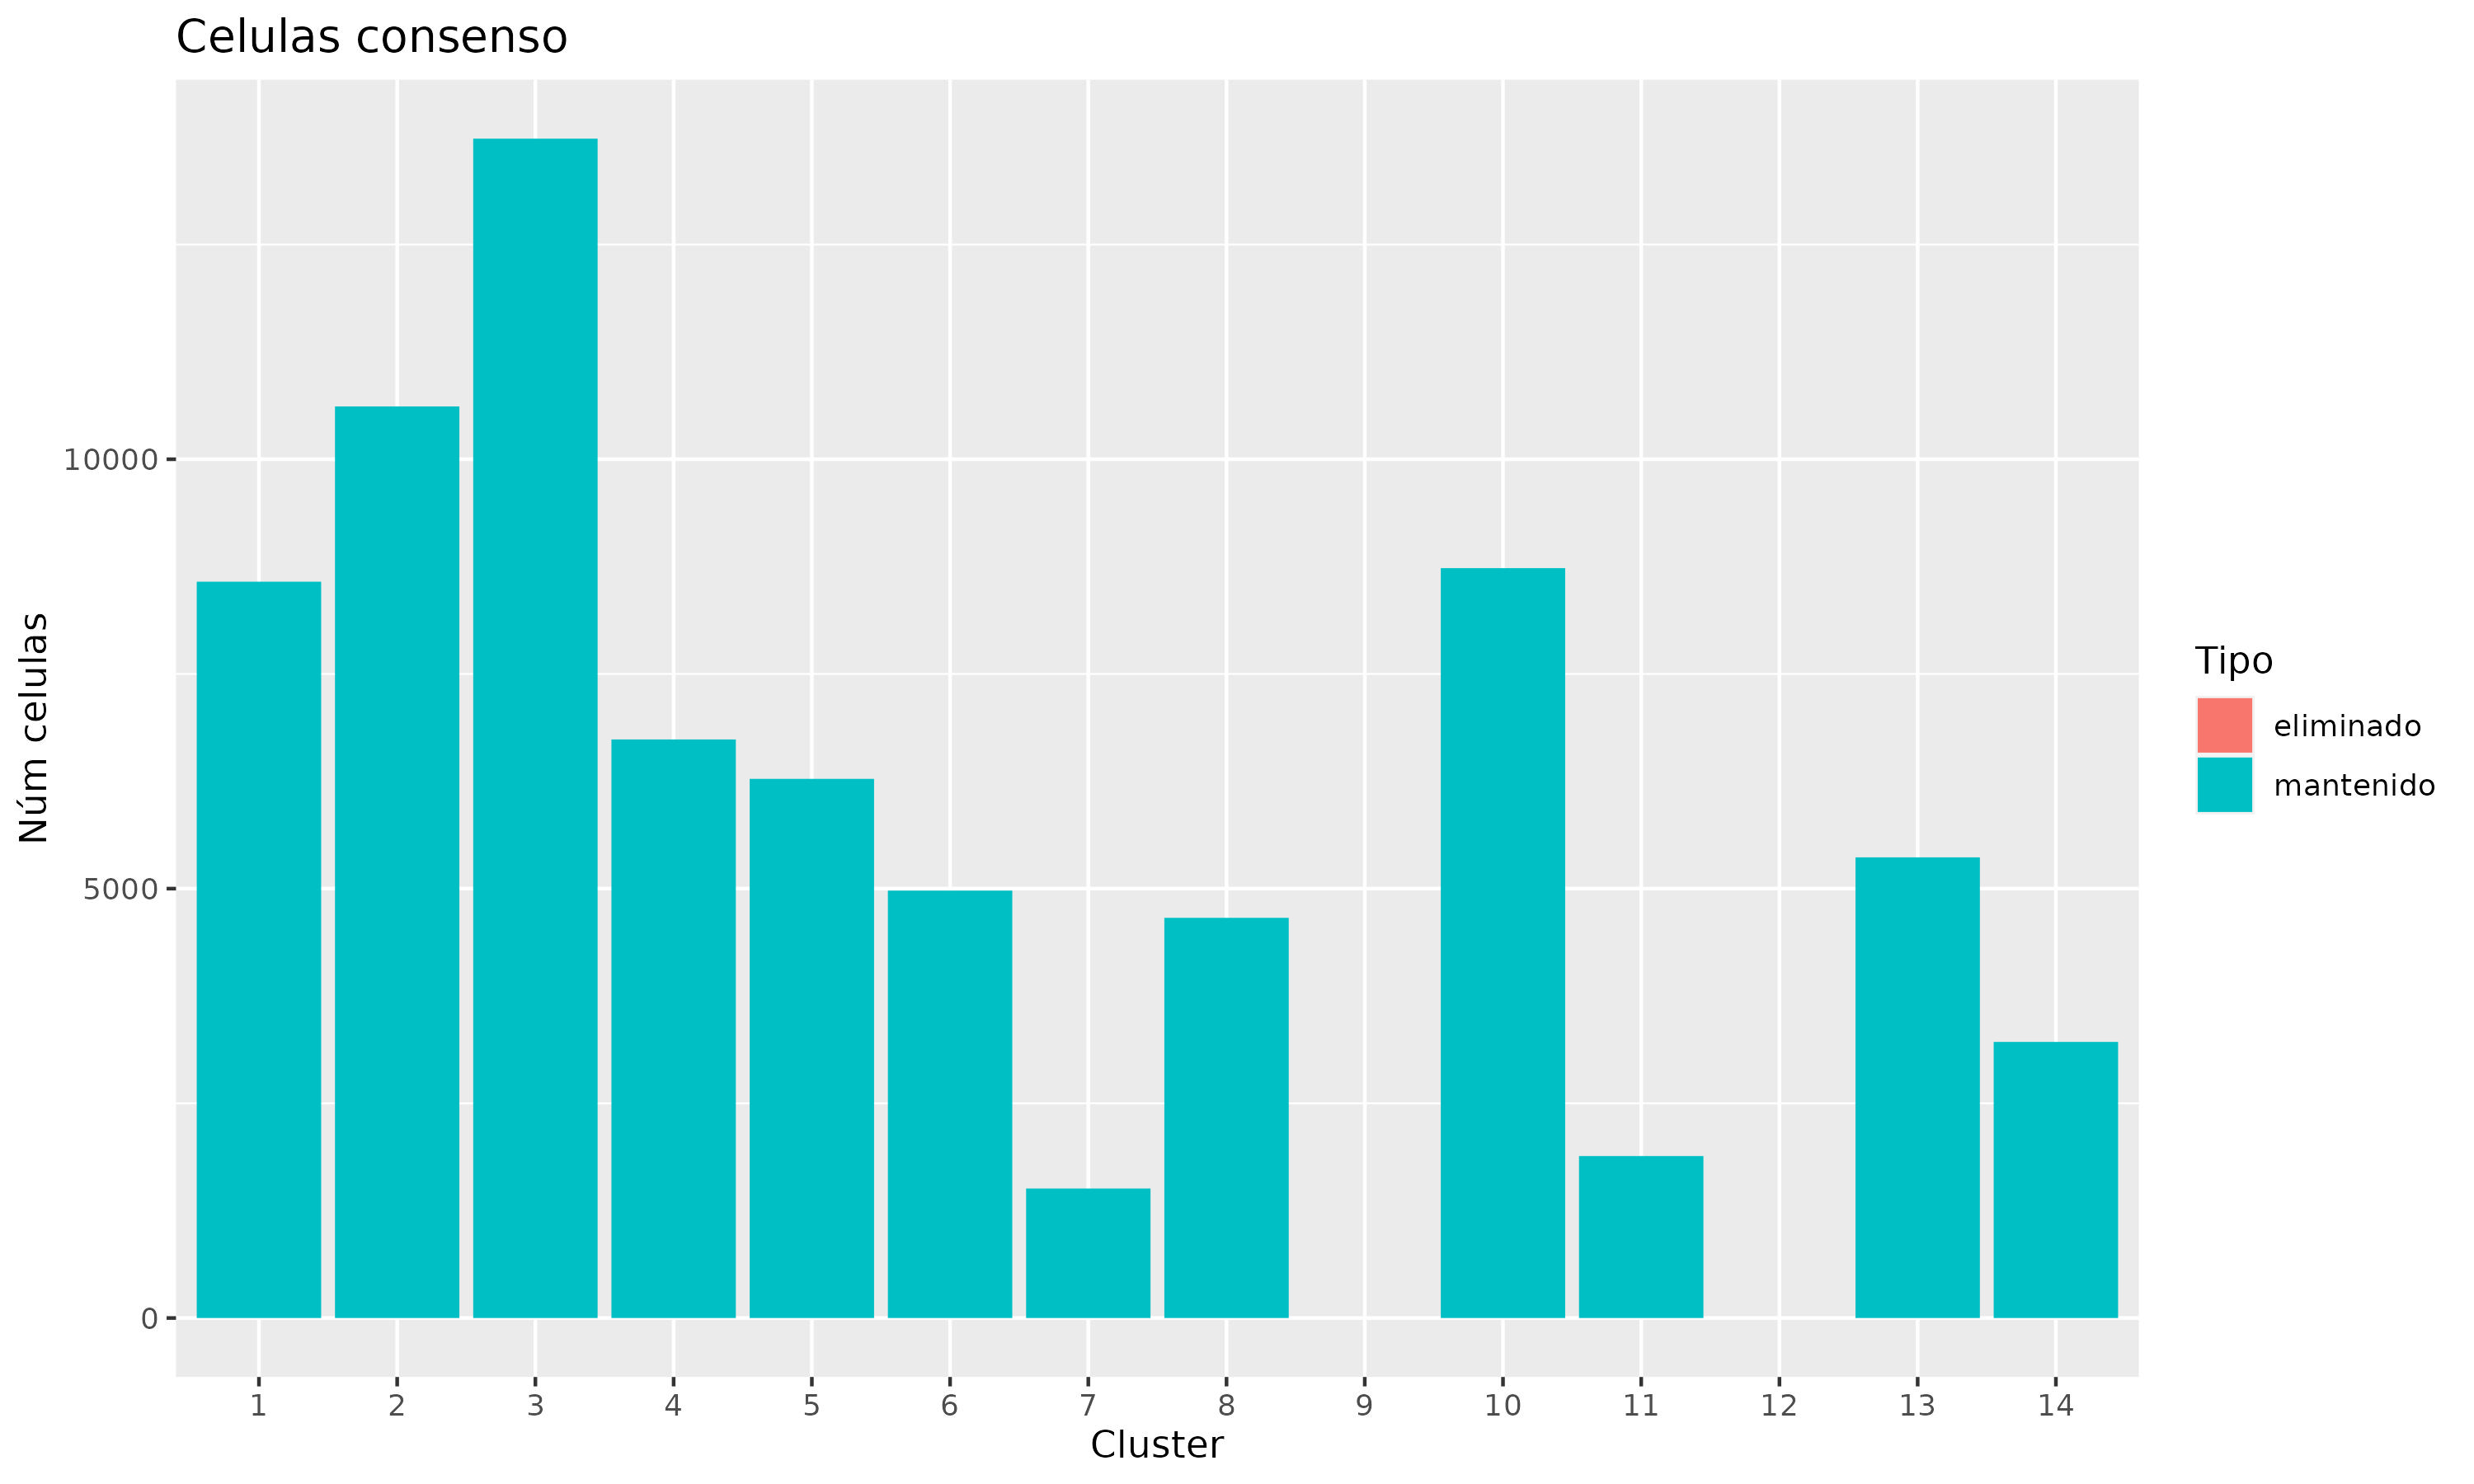 Celulas consenso
Núm celulas
10000
5000
0
1 2 3 4 5 6 7 8 9 10 11 12 13 14
Cluster
Tipo
eliminado
mantenido